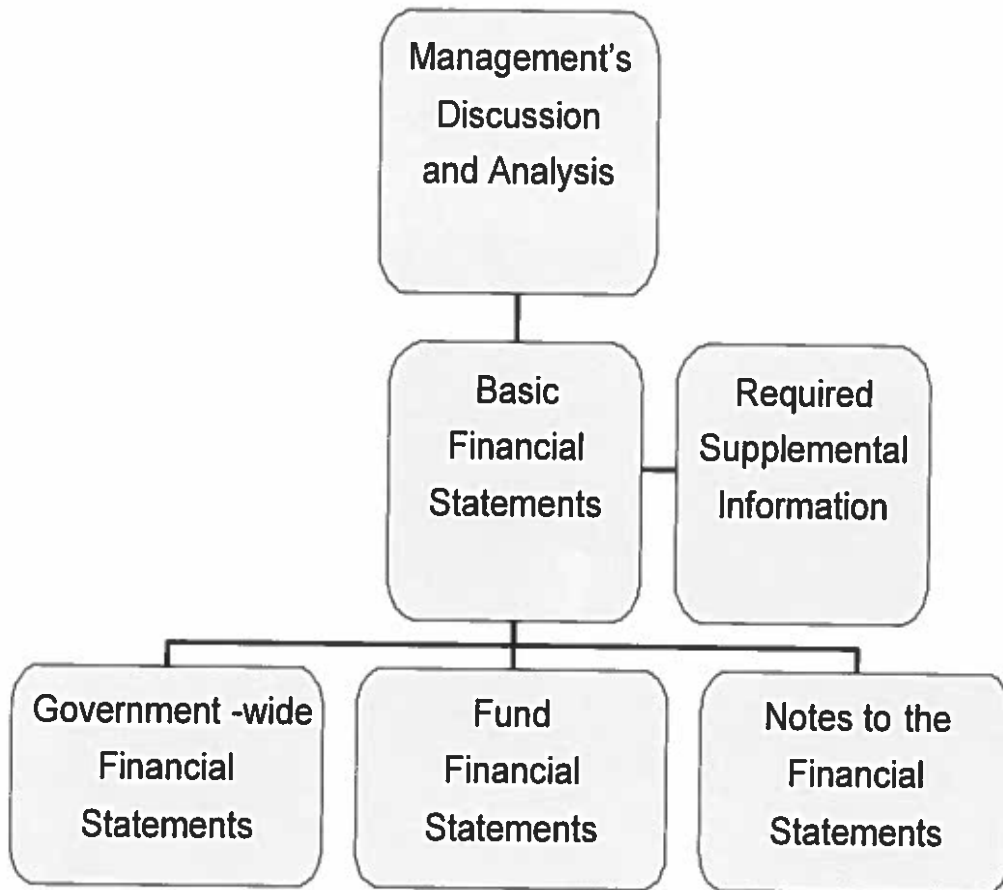 Management's
Discussion
and Analysis
Basic
Financial
Statements
Required
Supplemental
Information
Government -wide
Financial
Statements
Fund
Financial
Statements
Notes to the
Financial
Statements